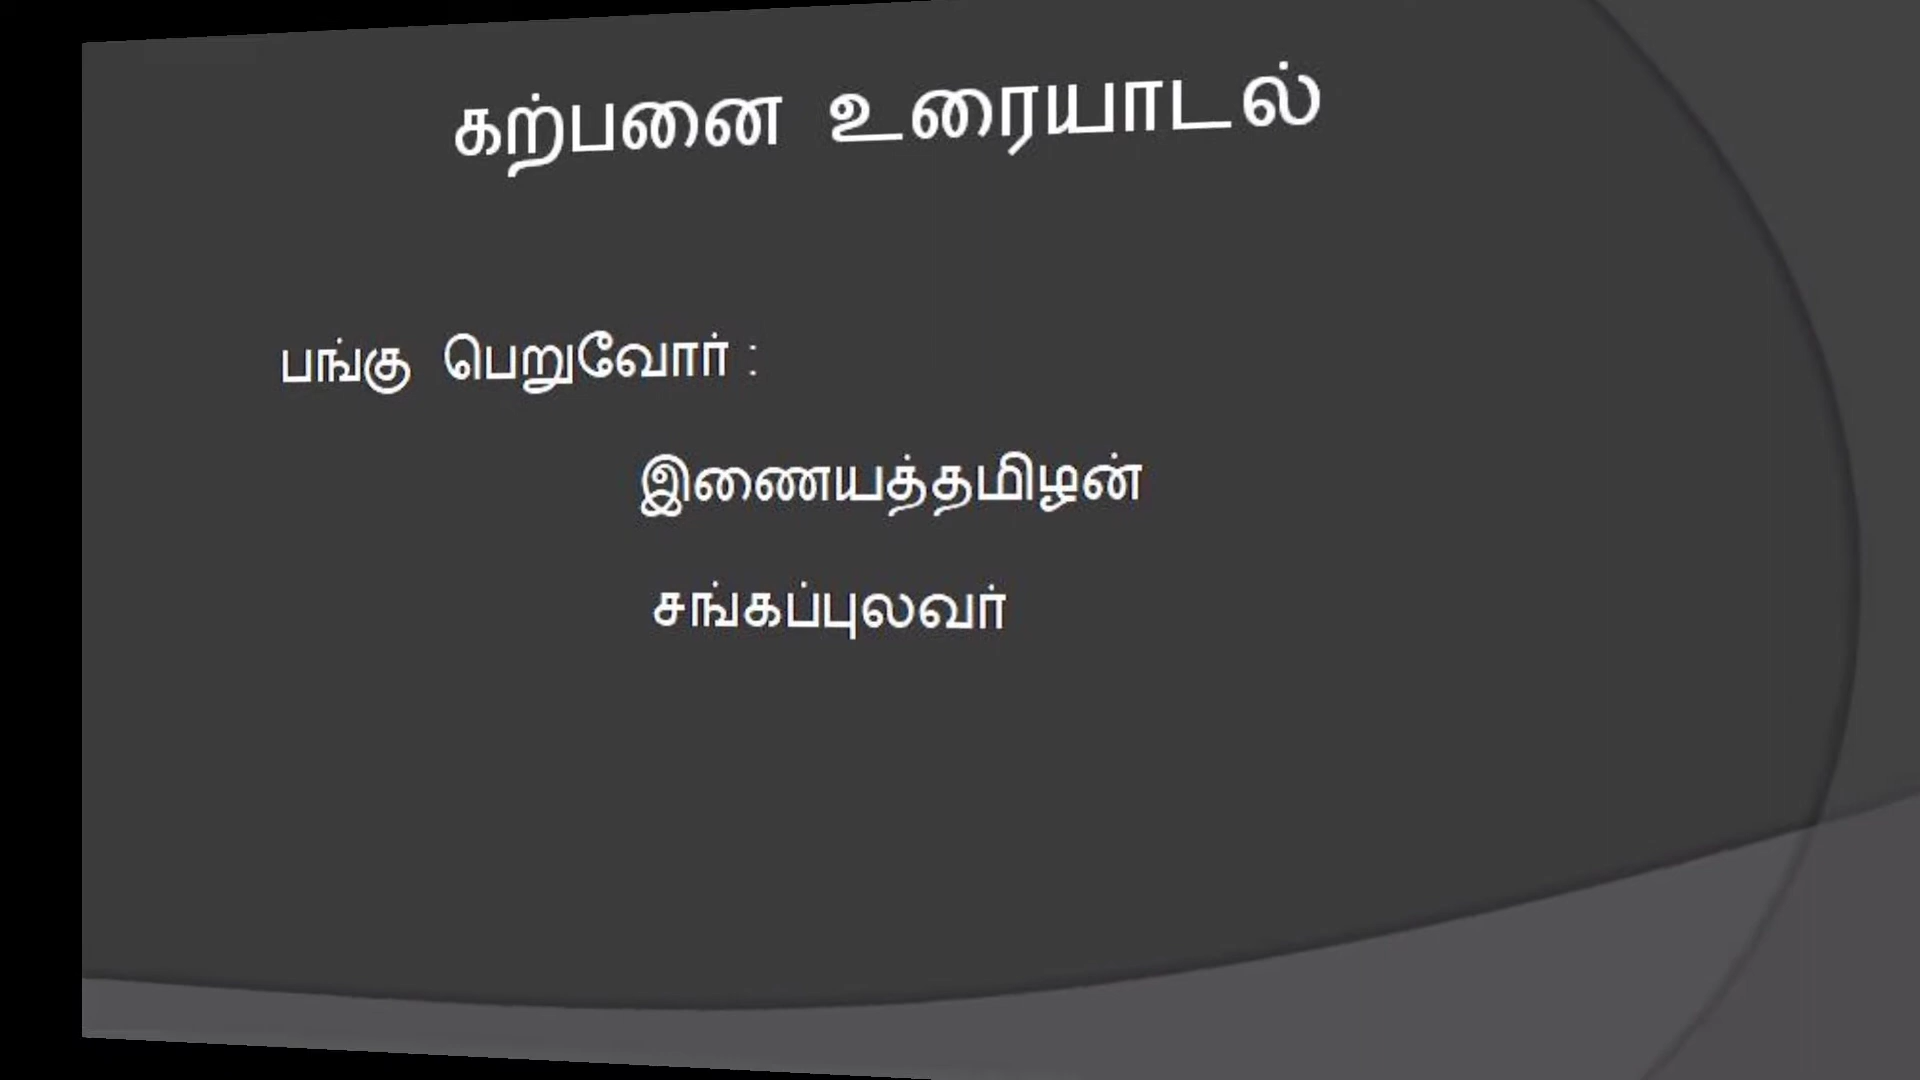 கற்பனை உரையாடல்
பங்கு பெறுவோர் :
இணையத்தமிழன்
சங்கப்புலவர்